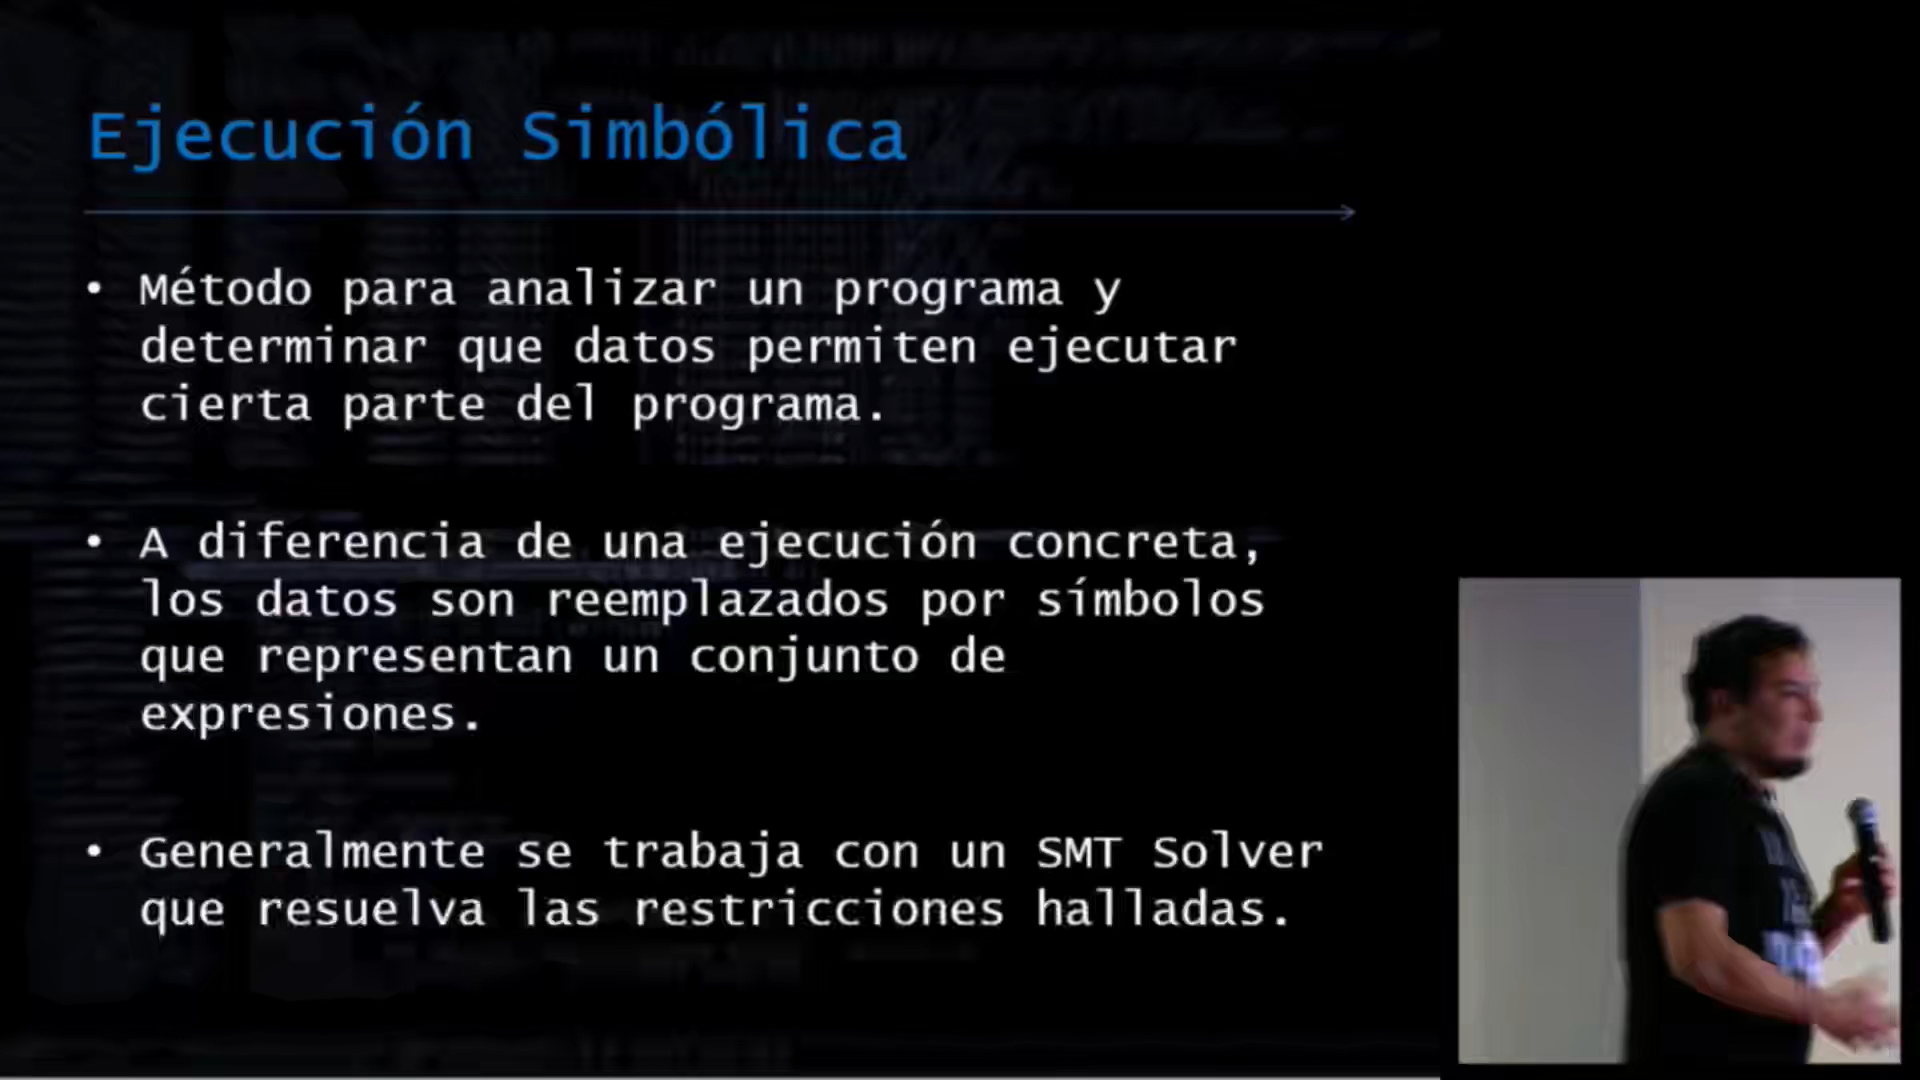 Ejecución Simbólica
• Método para analizar un programa y
determinar que datos permiten ejecutar
cierta parte del programa.
• A diferencia de una ejecución concreta,
los datos son reemplazados por símbolos
que representan un conjunto de
expresiones.
• Generalmente se trabaja con un SMT Solver
que resuelva las restricciones halladas.